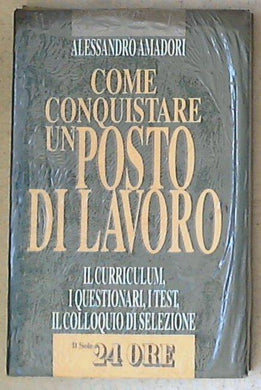 ALESSANDRO AMADORI
COME
CONQUISTARE
UN POSTO
DI LAVORO
IL CURRICULUM,
I QUESTIONARI, I TEST,
IL COLLOQUIO DI SELEZIONE
Il Sole
24 ORE